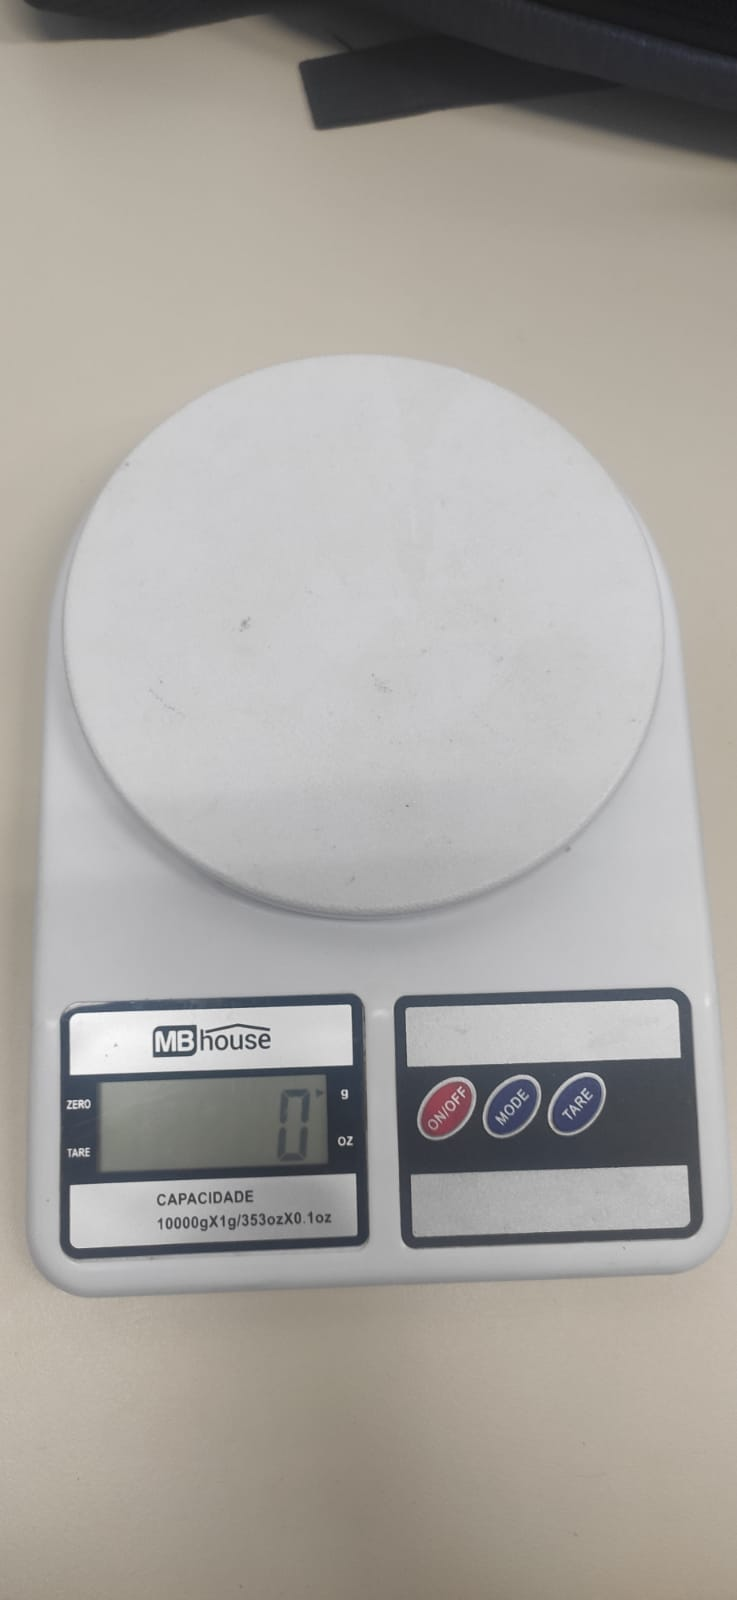 MBhouse
ZERO
0
g
TARE
oz
CAPACIDADE
10000gX1g/353ozX0.1oz
ON/OFF
MODE
TARE